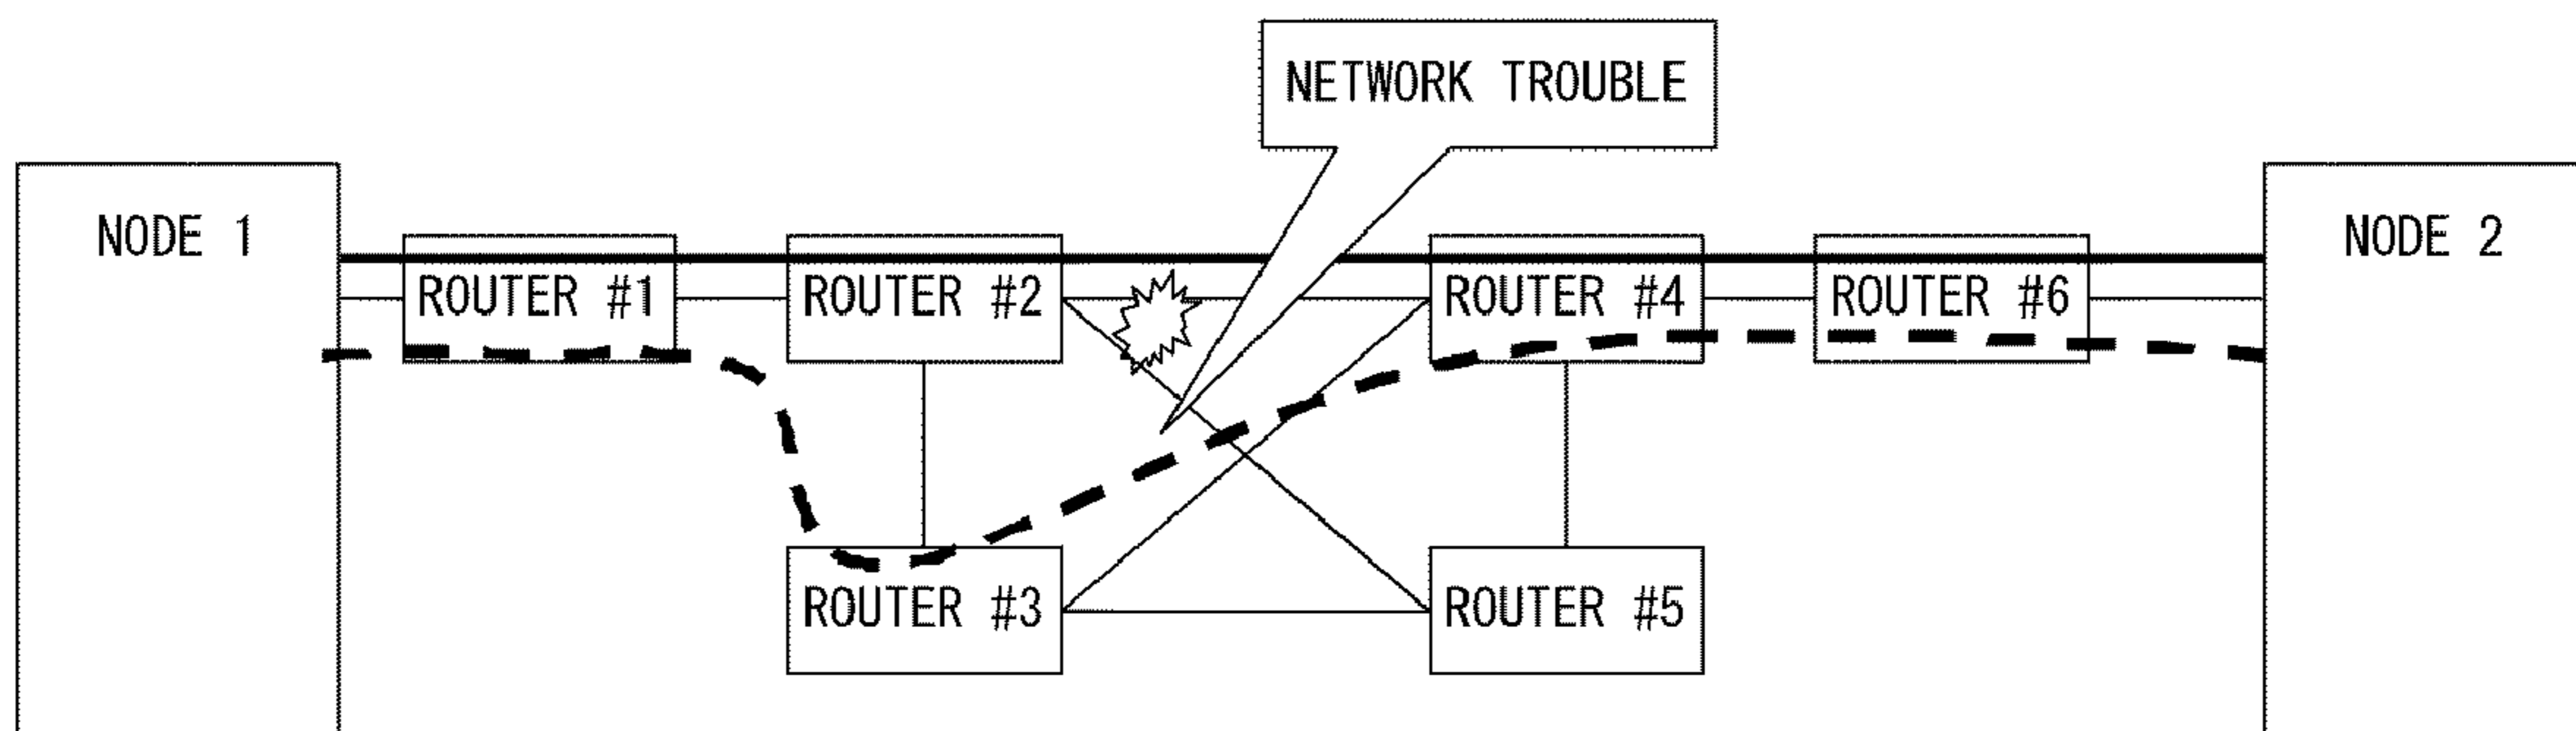 NETWORK TROUBLE
NODE 1
NODE 2
ROUTER #1
ROUTER #2
ROUTER #4
ROUTER #6
ROUTER #3
ROUTER #5